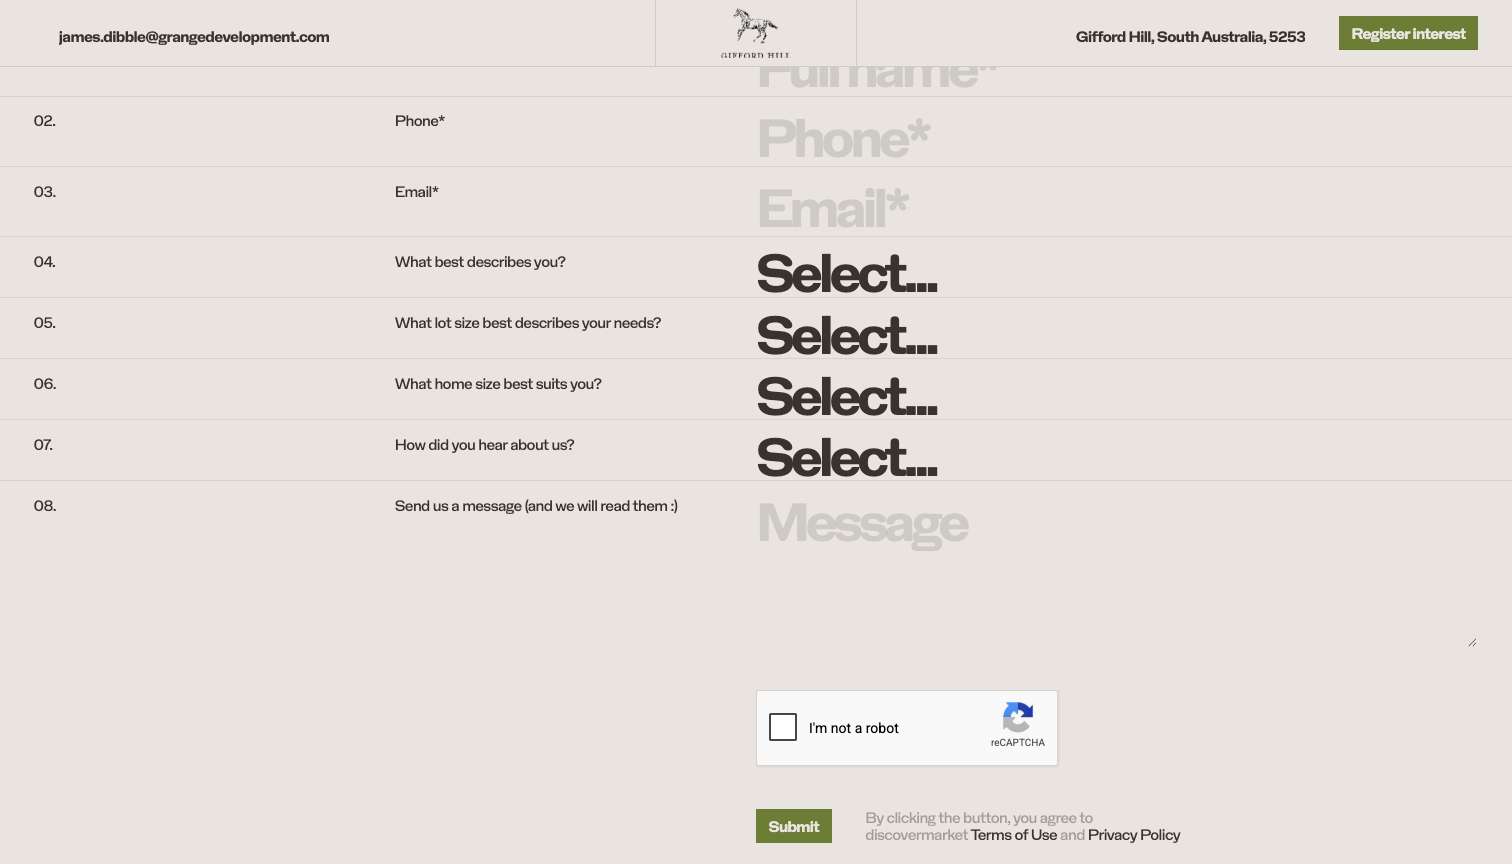 james.dibble@grangedevelopment.com
GIFFORD HILL
Gifford Hill, South Australia, 5253
Register interest
Full name*
02.
Phone*
Phone*
03.
Email*
Email*
04.
What best describes you?
Select...
05.
What lot size best describes your needs?
Select...
06.
What home size best suits you?
Select...
07.
How did you hear about us?
Select...
08.
Send us a message (and we will read them :)
Message
I'm not a robot
reCAPTCHA
Submit
By clicking the button, you agree to
discovermarket Terms of Use and Privacy Policy